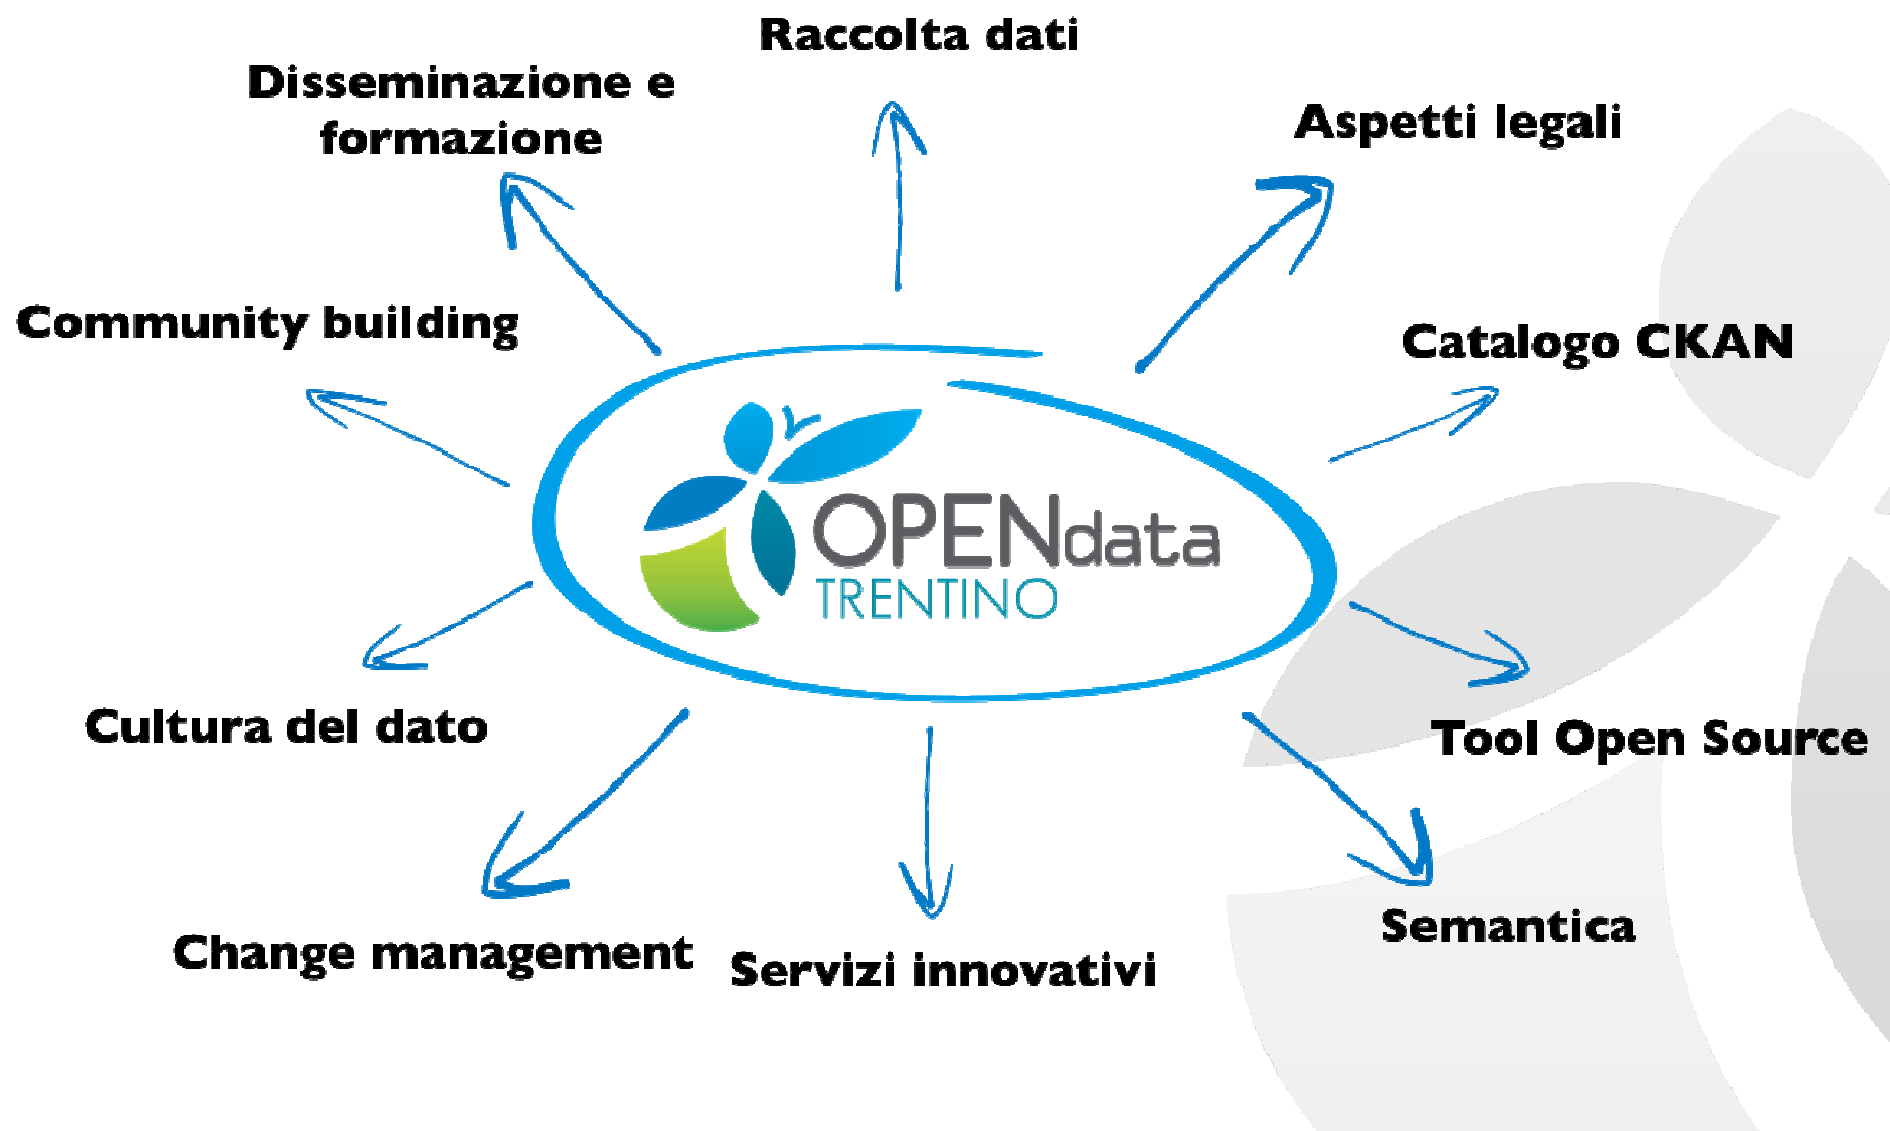 Raccolta dati
Disseminazione e
formazione
Aspetti legali
Community building
Catalogo CKAN
OPENdata
TRENTINO
Cultura del dato
Tool Open Source
Change management
Servizi innovativi
Semantica